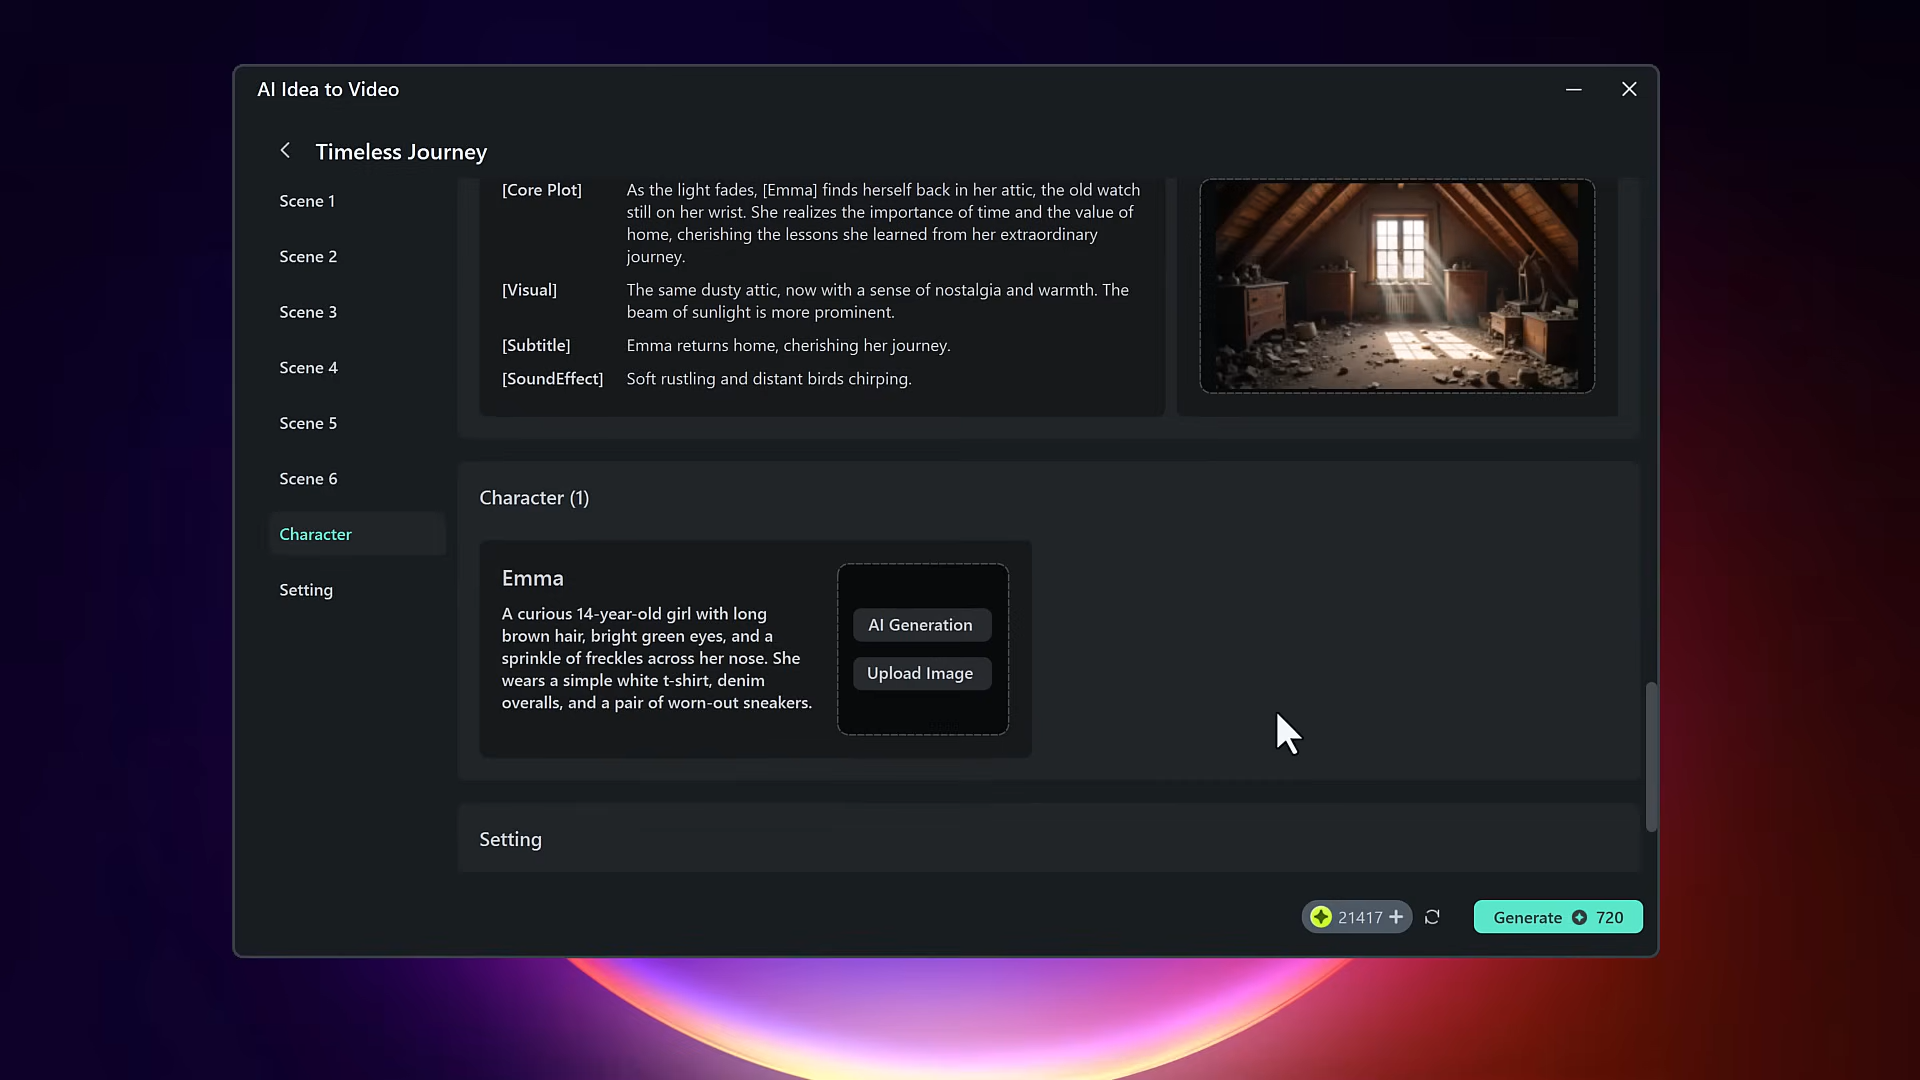 AI Idea to Video
Timeless Journey
Scene 1
Scene 2
Scene 3
Scene 4
Scene 5
Scene 6
Character
Setting
[Core Plot]
As the light fades, [Emma] finds herself back in her attic, the old watch
still on her wrist. She realizes the importance of time and the value of
home, cherishing the lessons she learned from her extraordinary
journey.
[Visual]
The same dusty attic, now with a sense of nostalgia and warmth. The
beam of sunlight is more prominent.
[Subtitle]
Emma returns home, cherishing her journey.
[SoundEffect]
Soft rustling and distant birds chirping.
Character (1)
Emma
A curious 14-year-old girl with long
brown hair, bright green eyes, and a
sprinkle of freckles across her nose. She
wears a simple white t-shirt, denim
overalls, and a pair of worn-out sneakers.
AI Generation
Upload Image
Setting
21417
Generate 720